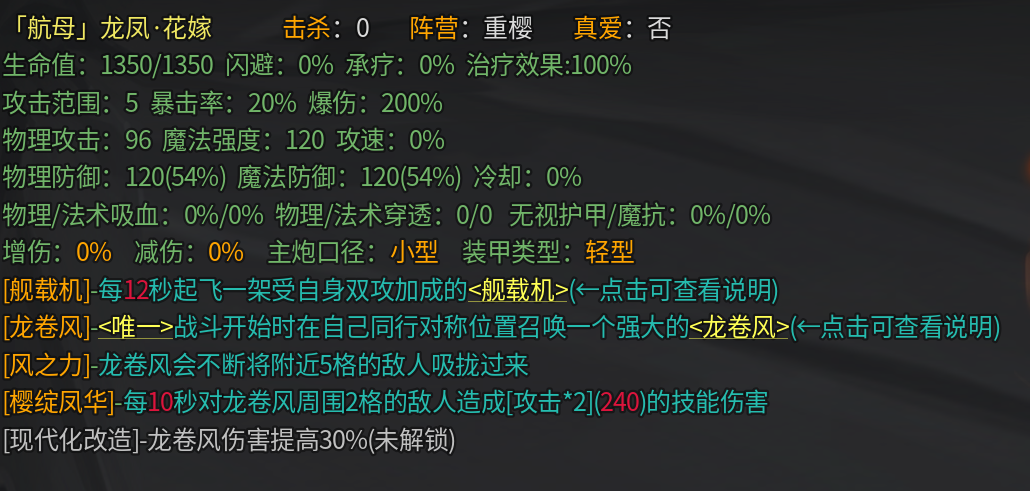 「航母」龙凤·花嫁 击杀：0 阵营：重樱 真爱：否
生命值：1350/1350 闪避：0% 承疗：0% 治疗效果:100%
攻击范围：5 暴击率：20% 爆伤：200%
物理攻击：96 魔法强度：120 攻速：0%
物理防御：120(54%) 魔法防御：120(54%) 冷却：0%
物理/法术吸血：0%/0% 物理/法术穿透：0/0 无视护甲/魔抗：0%/0%
增伤：0% 减伤：0% 主炮口径：小型 装甲类型：轻型
[舰载机]-每12秒起飞一架受自身双攻加成的<舰载机>(←点击可查看说明)
[龙卷风]-<唯一>战斗开始时在自己同行对称位置召唤一个强大的<龙卷风>(←点击可查看说明)
[风之力]-龙卷风会不断将附近5格的敌人吸拢过来
[樱绽凤华]-每10秒对龙卷风周围2格的敌人造成[攻击*2](240)的技能伤害
[现代化改造]-龙卷风伤害提高30%(未解锁)